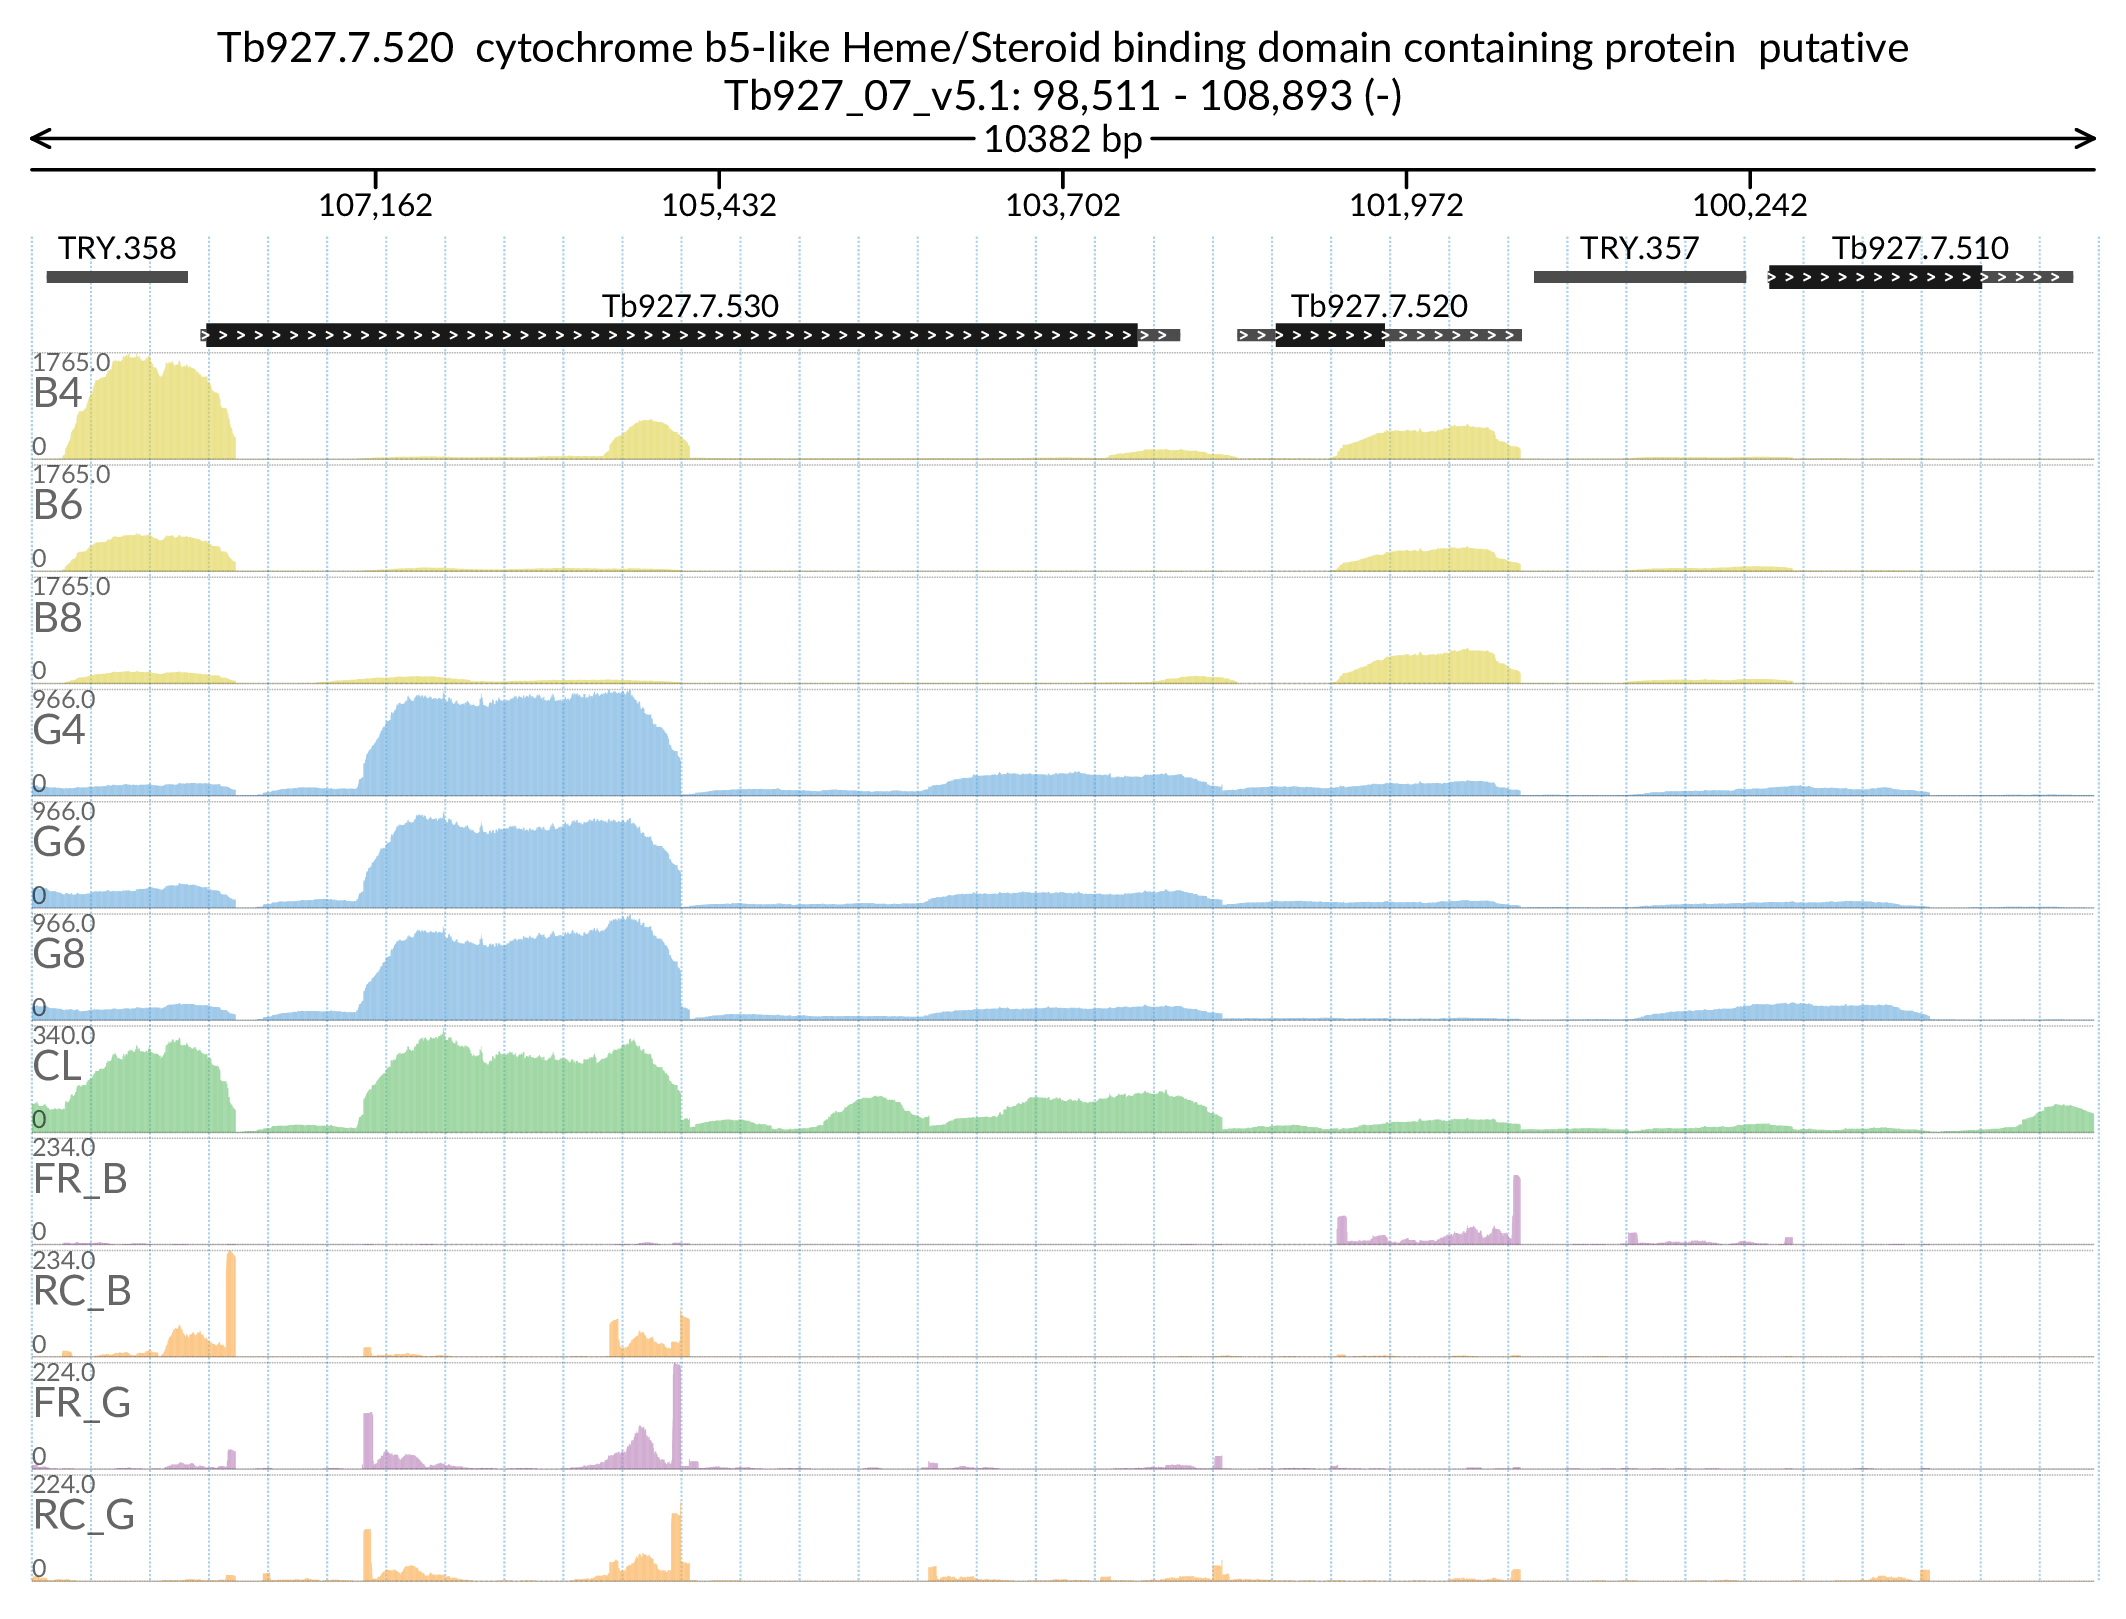 Tb927.7.520  cytochrome b5-like Heme/Steroid binding domain containing protein  putative
Tb927_07_v5.1: 98,511 - 108,893 (-)
10382 bp
107,162 105,432 103,702 101,972 100,242
TRY.358 TRY.357 Tb927.7.510
Tb927.7.530 Tb927.7.520
1765.0
B4
0
1765.0
B6
0
1765.0
B8
0
966.0
G4
0
966.0
G6
0
966.0
G8
0
340.0
CL
0
234.0
FR_B
0
234.0
RC_B
0
224.0
FR_G
0
224.0
RC_G
0